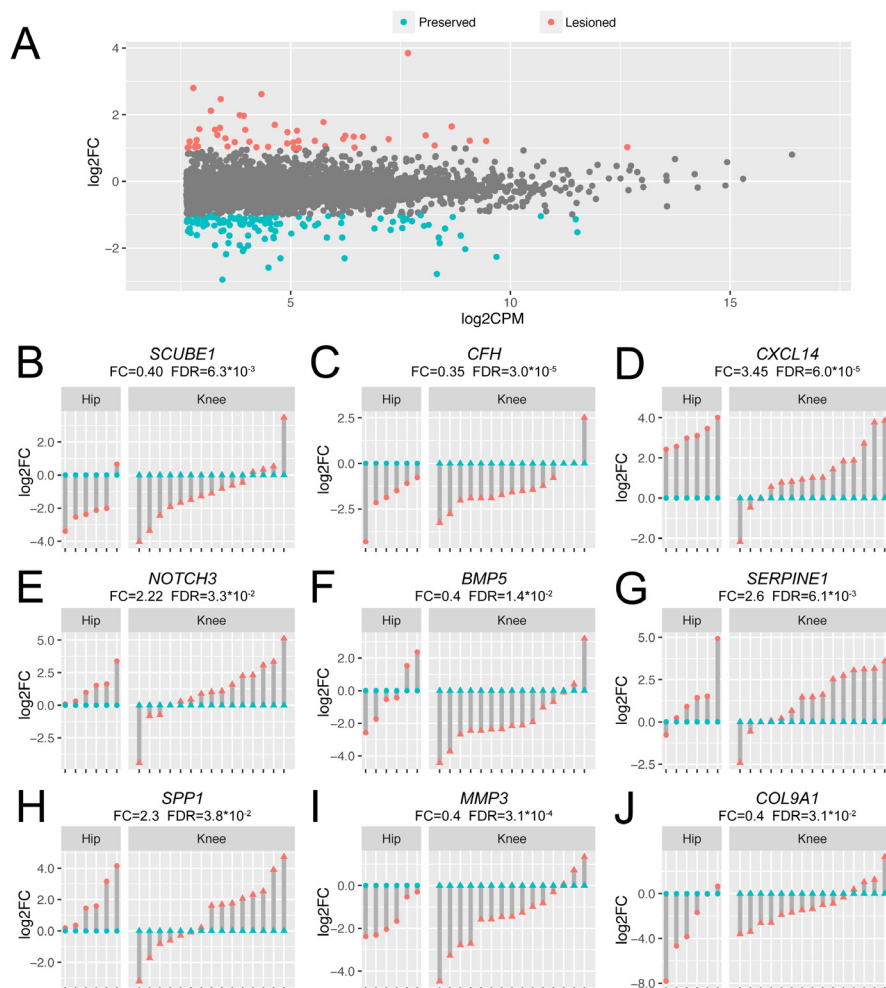 Preserved
Lesioned
A
log2FC
4
2
0
−2
5
10
15
log2CPM
B
SCUBE1
FC=0.40 FDR=6.3*10-3
Hip
Knee
log2FC
2.0
0.0
−2.0
−4.0
C
CFH
FC=0.35 FDR=3.0*10-5
Hip
Knee
log2FC
2.5
0.0
−2.5
D
CXCL14
FC=3.45 FDR=6.0*10-5
Hip
Knee
log2FC
4.0
2.0
0.0
−2.0
E
NOTCH3
FC=2.22 FDR=3.3*10-2
Hip
Knee
log2FC
5.0
2.5
0.0
−2.5
F
BMP5
FC=0.4 FDR=1.4*10-2
Hip
Knee
log2FC
2.0
0.0
−2.0
−4.0
G
SERPINE1
FC=2.6 FDR=6.1*10-3
Hip
Knee
log2FC
5.0
2.5
0.0
−2.5
H
SPP1
FC=2.3 FDR=3.8*10-2
Hip
Knee
log2FC
4.0
2.0
0.0
−2.0
I
MMP3
FC=0.4 FDR=3.1*10-4
Hip
Knee
log2FC
0.0
−2.0
−4.0
J
COL9A1
FC=0.4 FDR=3.1*10-2
Hip
Knee
log2FC
0.0
−4.0
−8.0